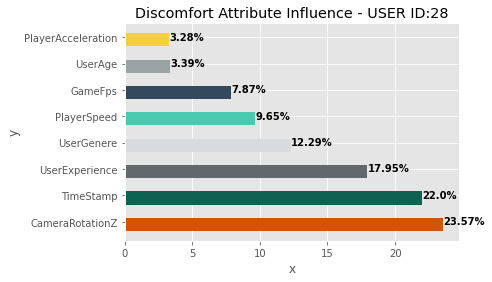 Discomfort Attribute Influence - USER ID:28
PlayerAcceleration 3.28%
UserAge 3.39%
GameFps 7.87%
PlayerSpeed 9.65%
UserGenere 12.29%
UserExperience 17.95%
TimeStamp 22.0%
CameraRotationZ 23.57%
y
0 5 10 15 20
x